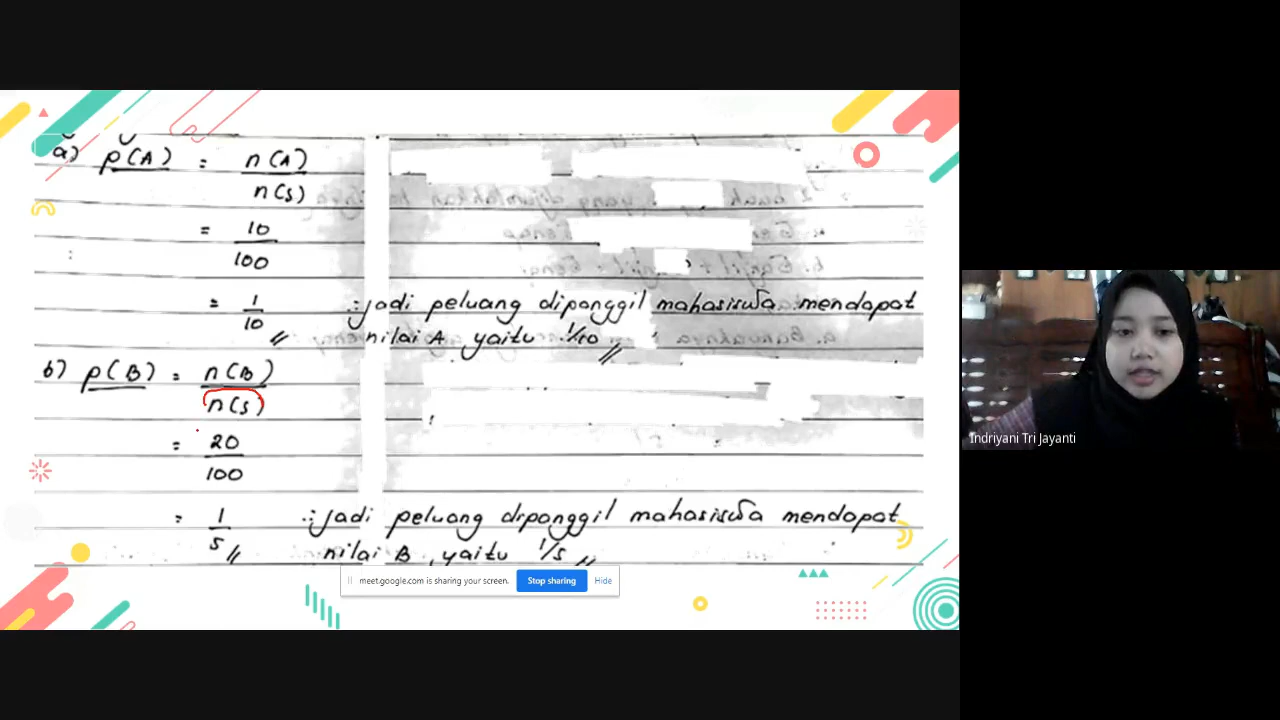 a) P(A) = n(A)
n(s)
= 10
100
= 1
10
∴ jadi peluang dipanggil mahasiswa mendapat
nilai A yaitu 1/10 //
b) P(B) = n(B)
n(s)
= 20
100
= 1
5 //
∴ jadi peluang dipanggil mahasiswa mendapat
nilai B yaitu 1/5 //
meet.google.com is sharing your screen.
Stop sharing
Hide
Indriyani Tri Jayanti